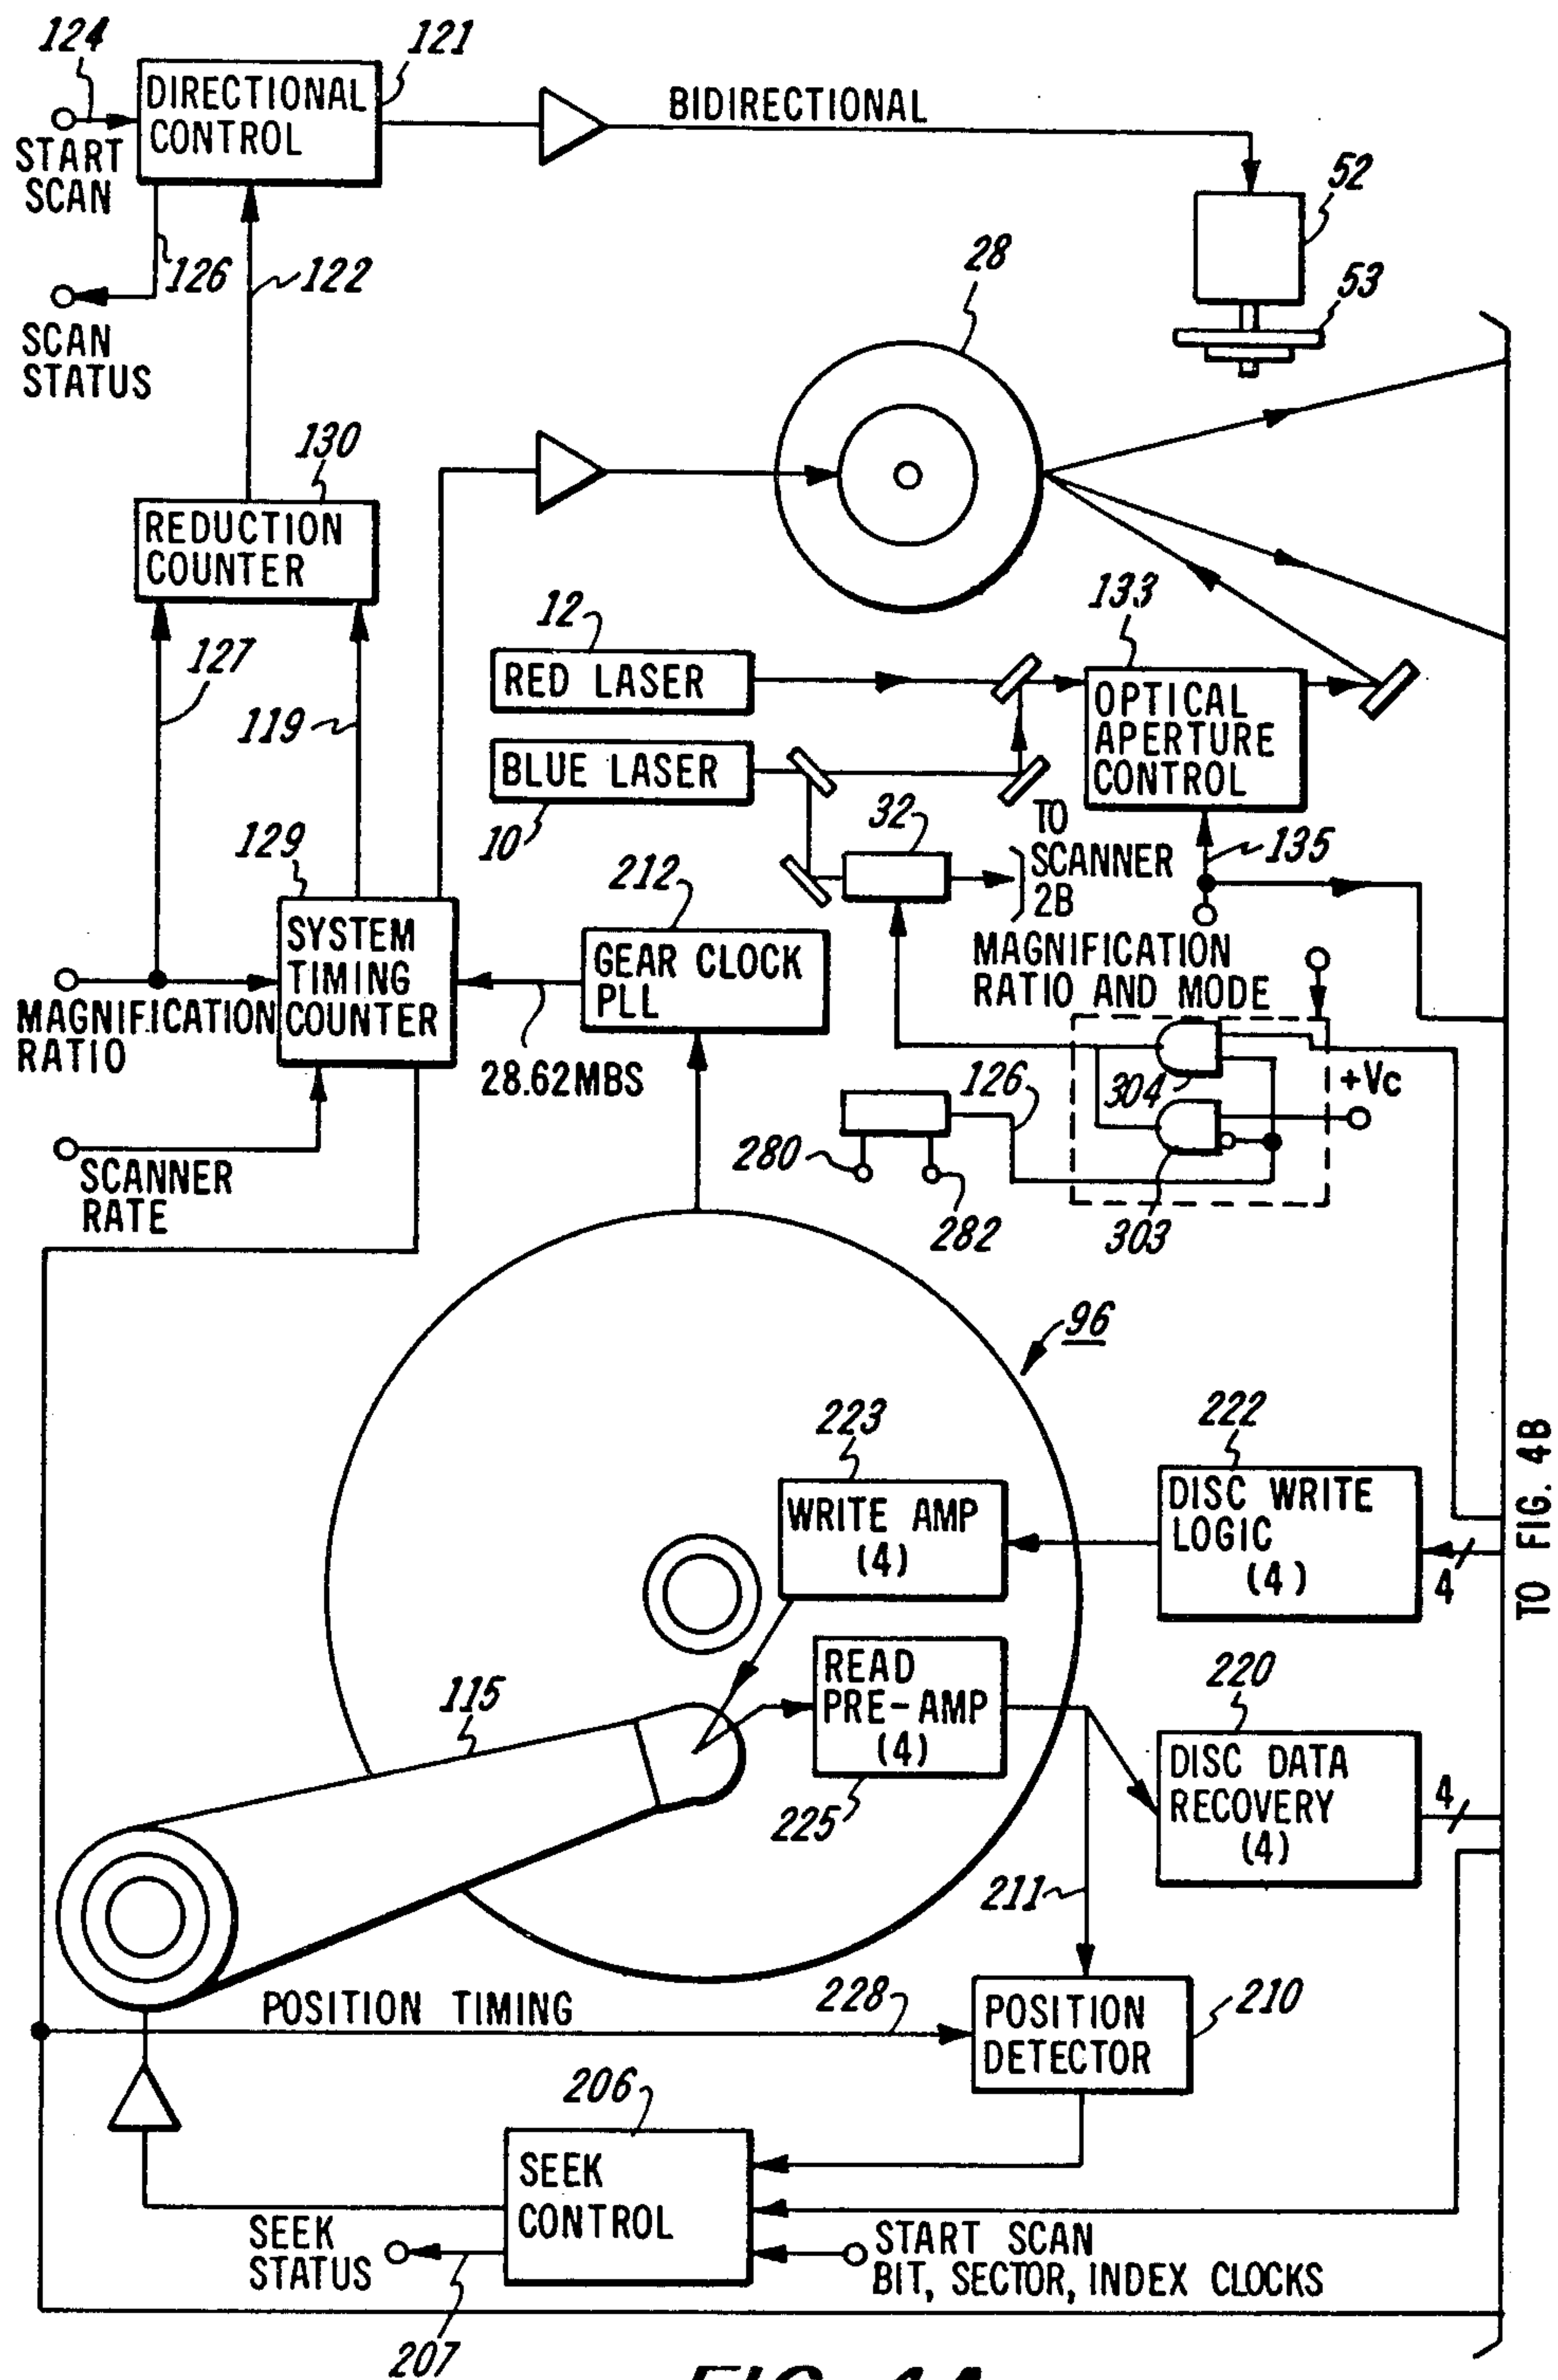 124
121
DIRECTIONAL
CONTROL
BIDIRECTIONAL
START
SCAN
52
126
122
28
53
SCAN
STATUS
130
REDUCTION
COUNTER
12
133
127
RED LASER
OPTICAL
APERTURE
CONTROL
119
BLUE LASER
10
32
TO
SCANNER
2B
135
129
212
SYSTEM
TIMING
COUNTER
GEAR CLOCK
PLL
MAGNIFICATION
RATIO AND MODE
MAGNIFICATION
RATIO
28.62MBS
126
304
+Vc
280
282
303
SCANNER
RATE
96
223
222
WRITE AMP
(4)
DISC WRITE
LOGIC
(4)
4
TO FIG. 4B
115
READ
PRE-AMP
(4)
225
220
DISC DATA
RECOVERY
(4)
4
211
POSITION TIMING
228
POSITION
DETECTOR
210
206
SEEK
CONTROL
SEEK
STATUS
START SCAN
BIT, SECTOR, INDEX CLOCKS
207
FIG. 4A